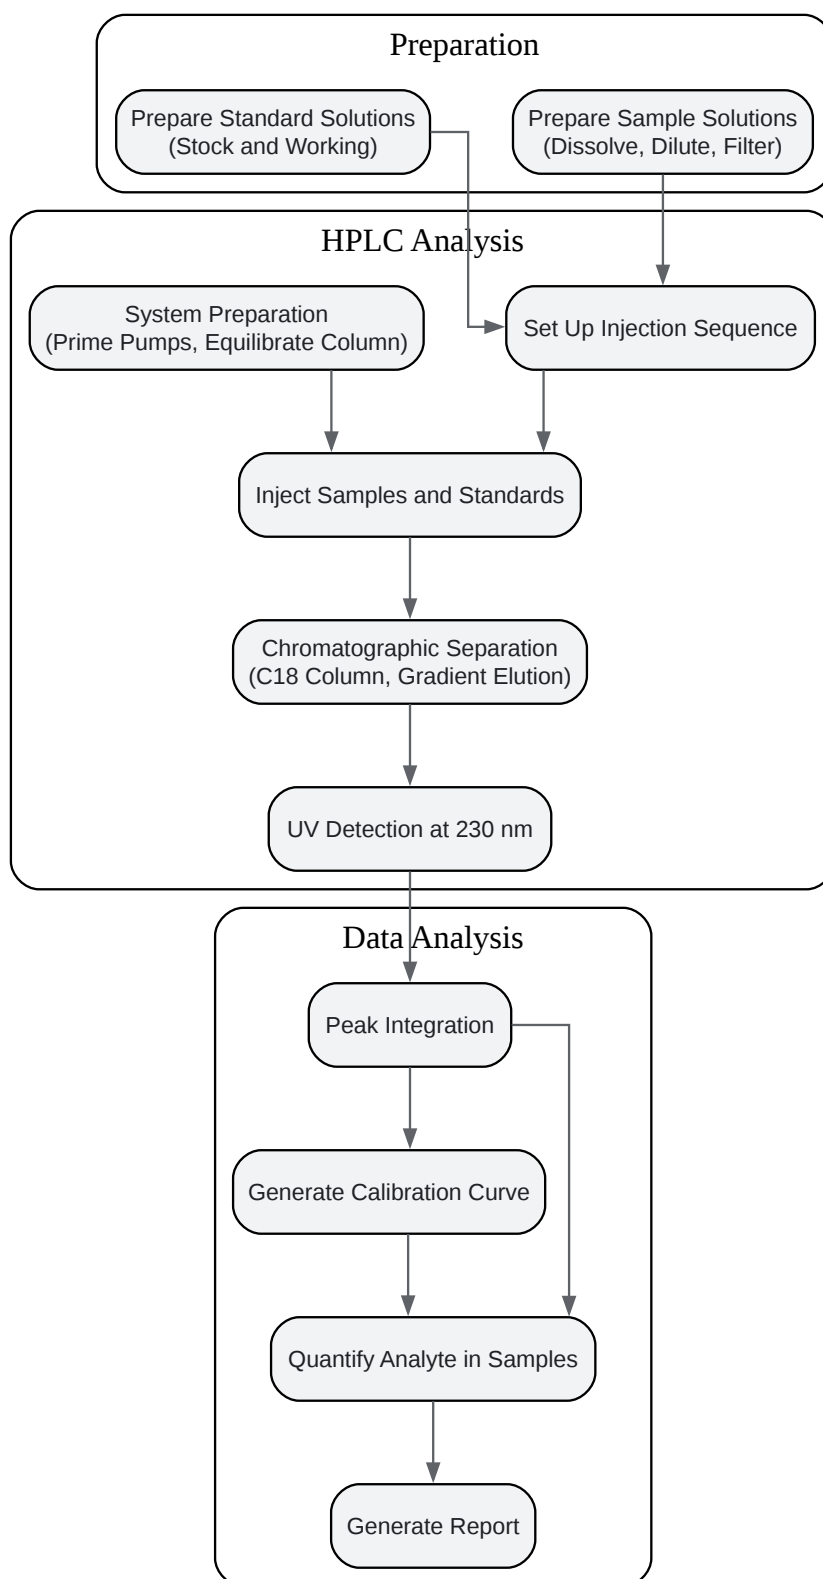 Preparation
Prepare Standard Solutions
(Stock and Working)
Prepare Sample Solutions
(Dissolve, Dilute, Filter)
HPLC Analysis
System Preparation
(Prime Pumps, Equilibrate Column)
Set Up Injection Sequence
Inject Samples and Standards
Chromatographic Separation
(C18 Column, Gradient Elution)
UV Detection at 230 nm
Data Analysis
Peak Integration
Generate Calibration Curve
Quantify Analyte in Samples
Generate Report